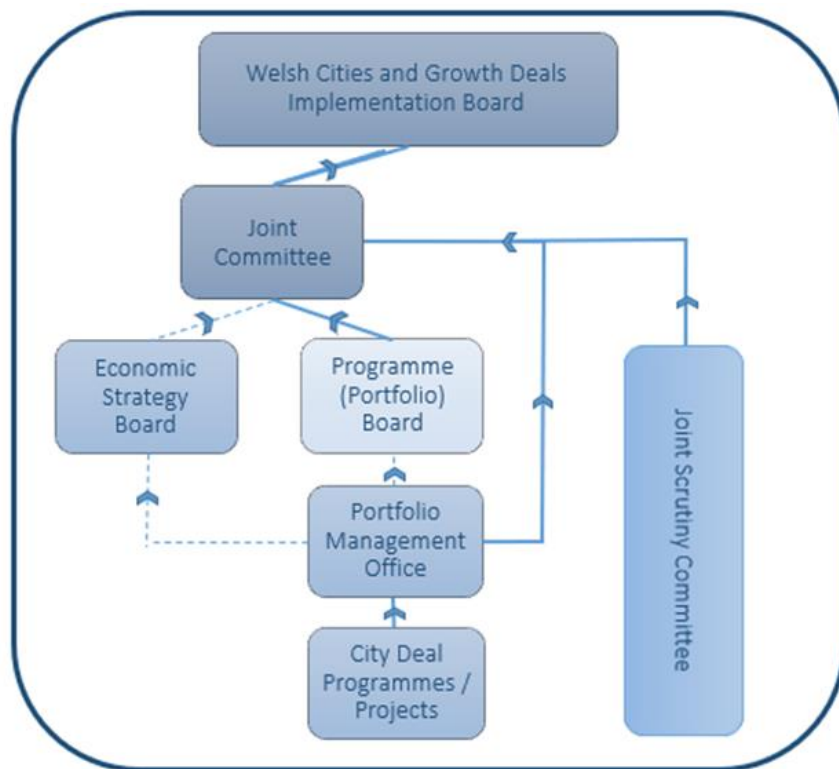 Welsh Cities and Growth Deals
Implementation Board
Joint
Committee
Economic
Strategy
Board
Programme
(Portfolio)
Board
Portfolio
Management
Office
City Deal
Programmes /
Projects
Joint Scrutiny Committee